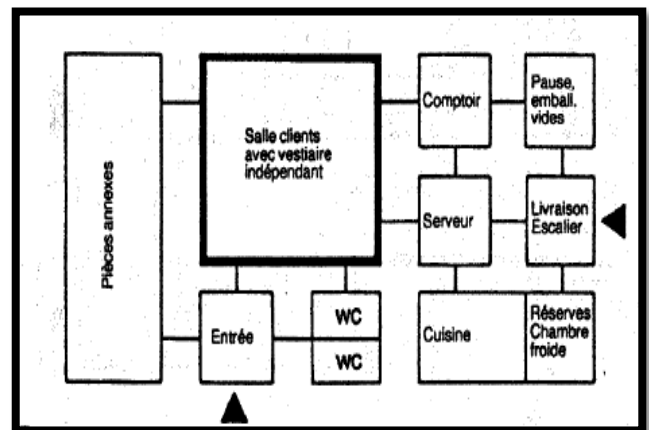 Pièces annexes
Salle clients
avec vestiaire
indépendant
Comptoir
Pause,
emball.
vides
Serveur
Livraison
Escalier
Entrée
WC
WC
Cuisine
Réserves
Chambre
froide